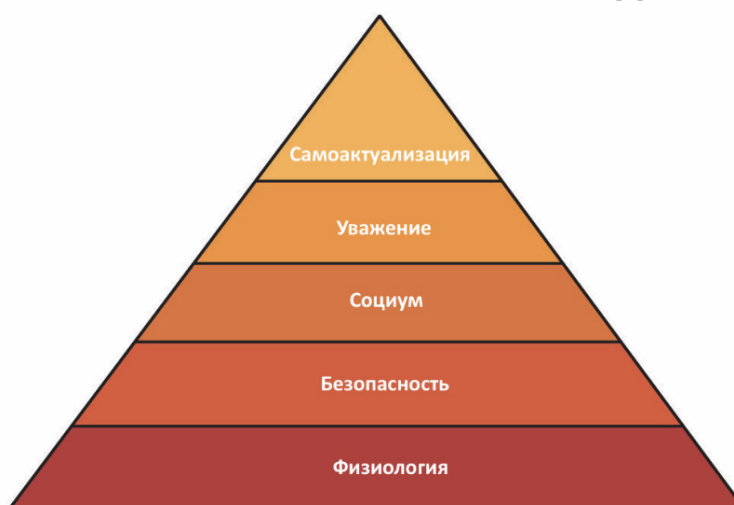 Самоактуализация
Уважение
Социум
Безопасность
Физиология